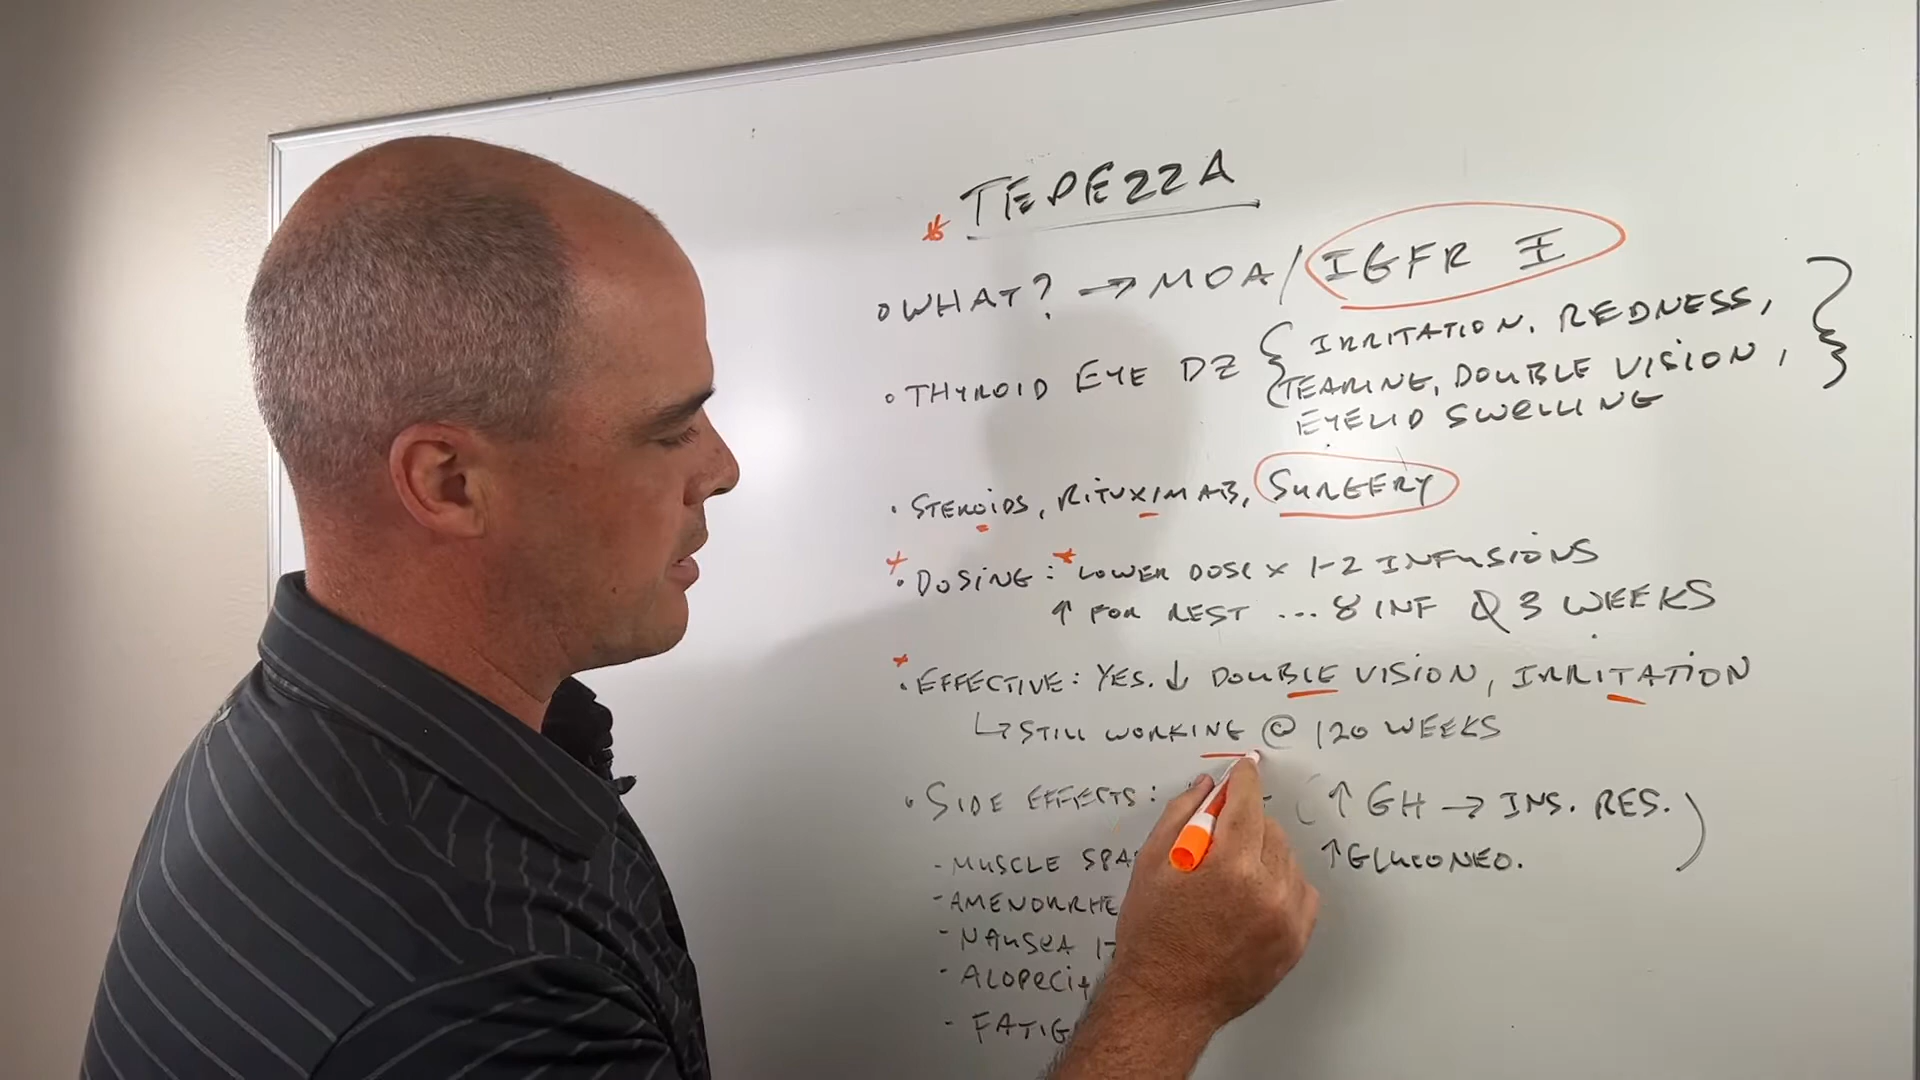 TEPEZZA
• WHAT? → MOA / IGFR I
• THYROID EYE DZ { IRRITATION, REDNESS,
TEARING, DOUBLE VISION,
EYELID SWELLING }
• STEROIDS, RITUXIMAB, SURGERY
• DOSING: * LOWER DOSE x 1-2 INFUSIONS
↑ FOR REST ... 8 INF Q 3 WEEKS
• EFFECTIVE: YES. ↓ DOUBLE VISION, IRRITATION
↳ STILL WORKING @ 120 WEEKS
• SIDE EFFECTS: (↑ GH → INS. RES.
↑ GLUCONEO.)
- MUSCLE SPA
- AMENORRHE
- NAUSEA 17
- ALOPECIA
- FATIG